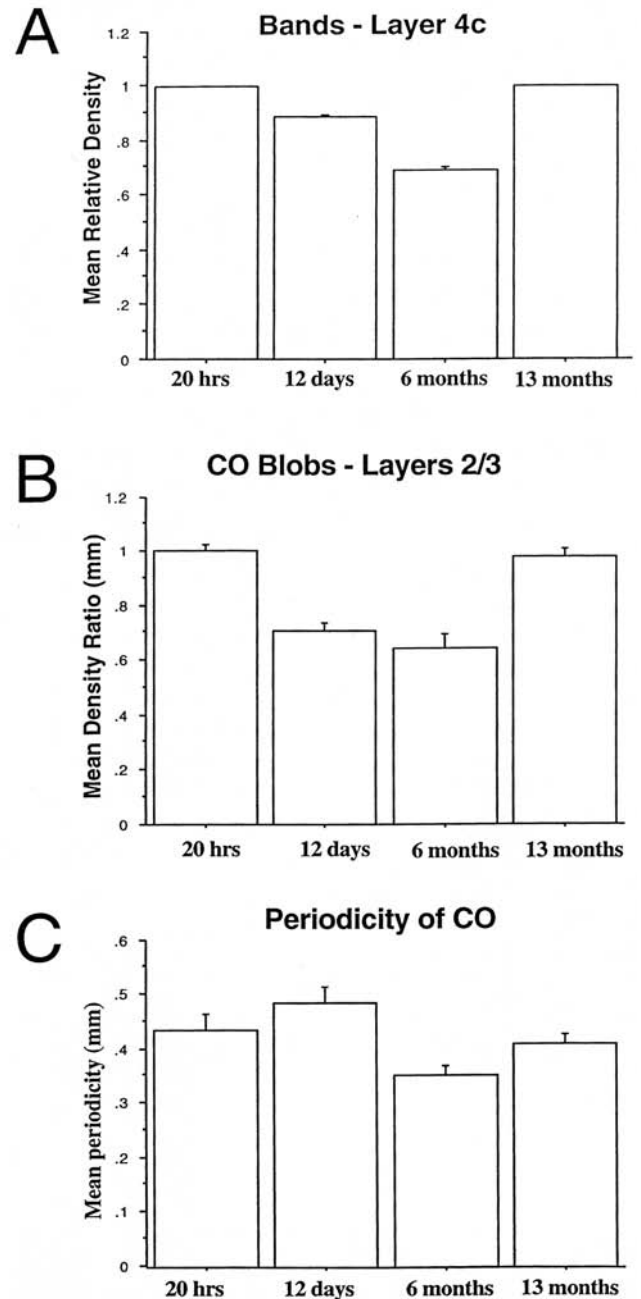 A
Bands - Layer 4c
Mean Relative Density
1.2
1
.8
.6
.4
.2
0
20 hrs 12 days 6 months 13 months
B
CO Blobs - Layers 2/3
Mean Density Ratio (mm)
1.2
1
.8
.6
.4
.2
0
20 hrs 12 days 6 months 13 months
C
Periodicity of CO
Mean periodicity (mm)
.6
.5
.4
.3
.2
.1
0
20 hrs 12 days 6 months 13 months